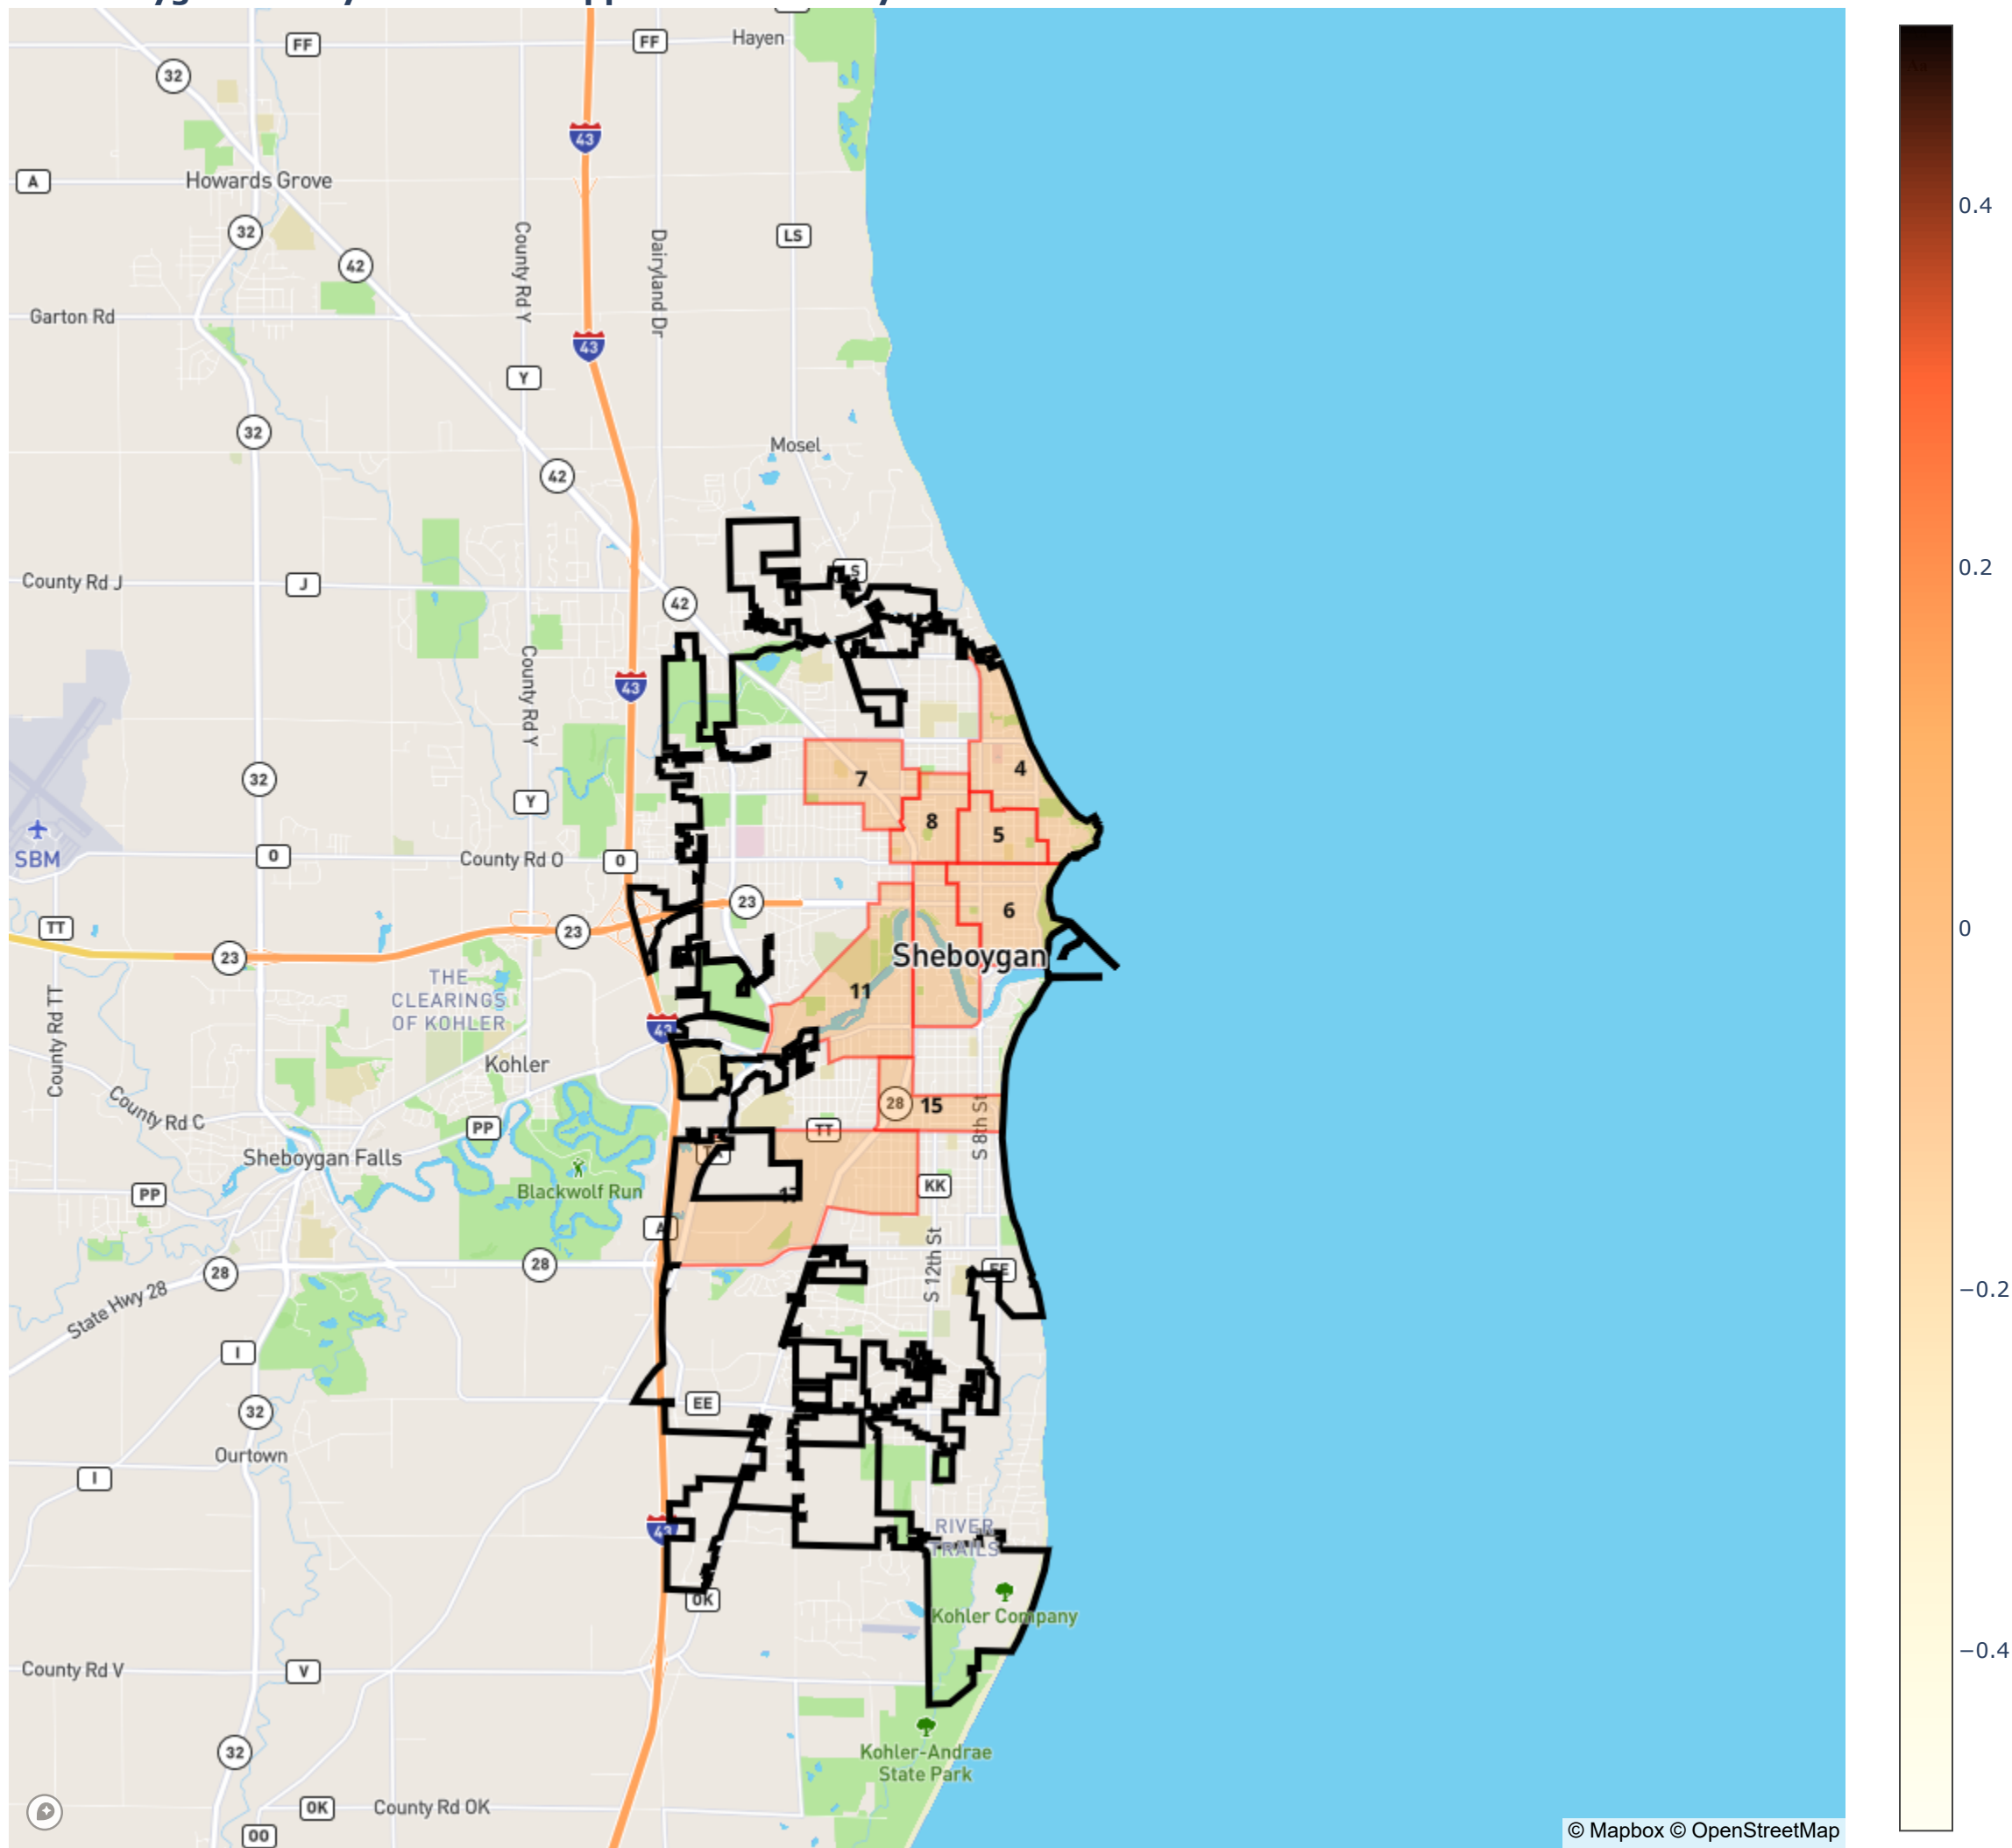 FF
FF
Hayen
32
43
A
Howards Grove
32
LS
42
County Rd Y
Dairyland Dr
Garton Rd
43
Y
32
Mosel
42
County Rd J
J
LS
42
County Rd Y
43
4
7
32
Y
8
5
SBM
O
County Rd O
O
23
6
TT
23
23
Sheboygan
THE
CLEARINGS
OF KOHLER
11
County Rd TT
43
Kohler
County Rd C
28
15
S 8th St
PP
TT
Sheboygan Falls
TA
Blackwolf Run
PP
17
KK
A
S 12th St
28
28
EE
State Hwy 28
I
EE
32
Ourtown
I
43
RIVER
TRAILS
OK
Kohler Company
County Rd V
V
32
Kohler-Andrae
State Park
OK
County Rd OK
OO
© Mapbox © OpenStreetMap
0.4
0.2
0
−0.2
−0.4